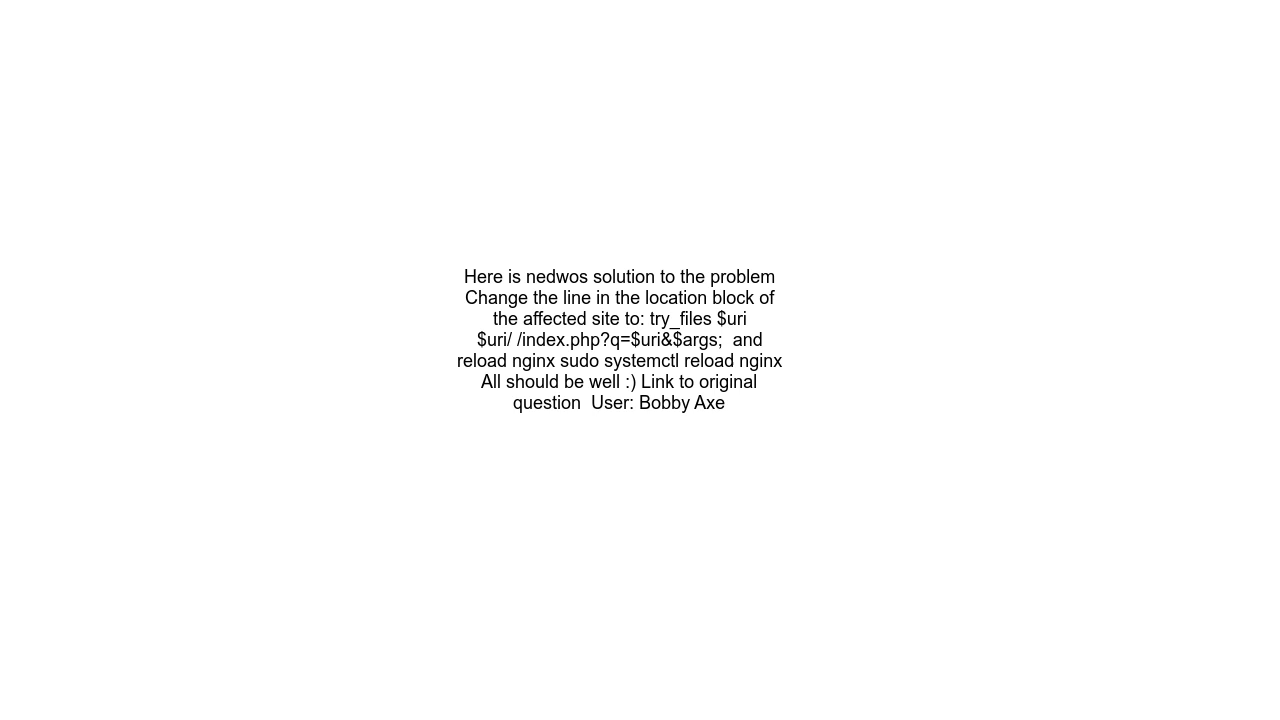 Here is nedwos solution to the problem
Change the line in the location block of
the affected site to: try_files $uri
$uri/ /index.php?q=$uri&$args;  and
reload nginx sudo systemctl reload nginx
All should be well :) Link to original
question  User: Bobby Axe